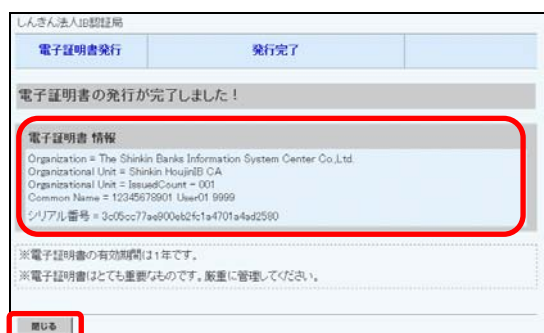 しんきん法人IB認証局
電子証明書発行 発行完了
電子証明書の発行が完了しました！
電子証明書 情報
Organization = The Shinkin Banks Information System Center Co.,Ltd.
Organizational Unit = Shinkin HoujinIB CA
Organizational Unit = IssuedCount - 001
Common Name = 12345678901 User01 9999
シリアル番号 = 3c05cc77ae900eb2fc1a4701a4ad2580
※電子証明書の有効期間は1年です。
※電子証明書はとても重要なものです。厳重に管理してください。
閉じる